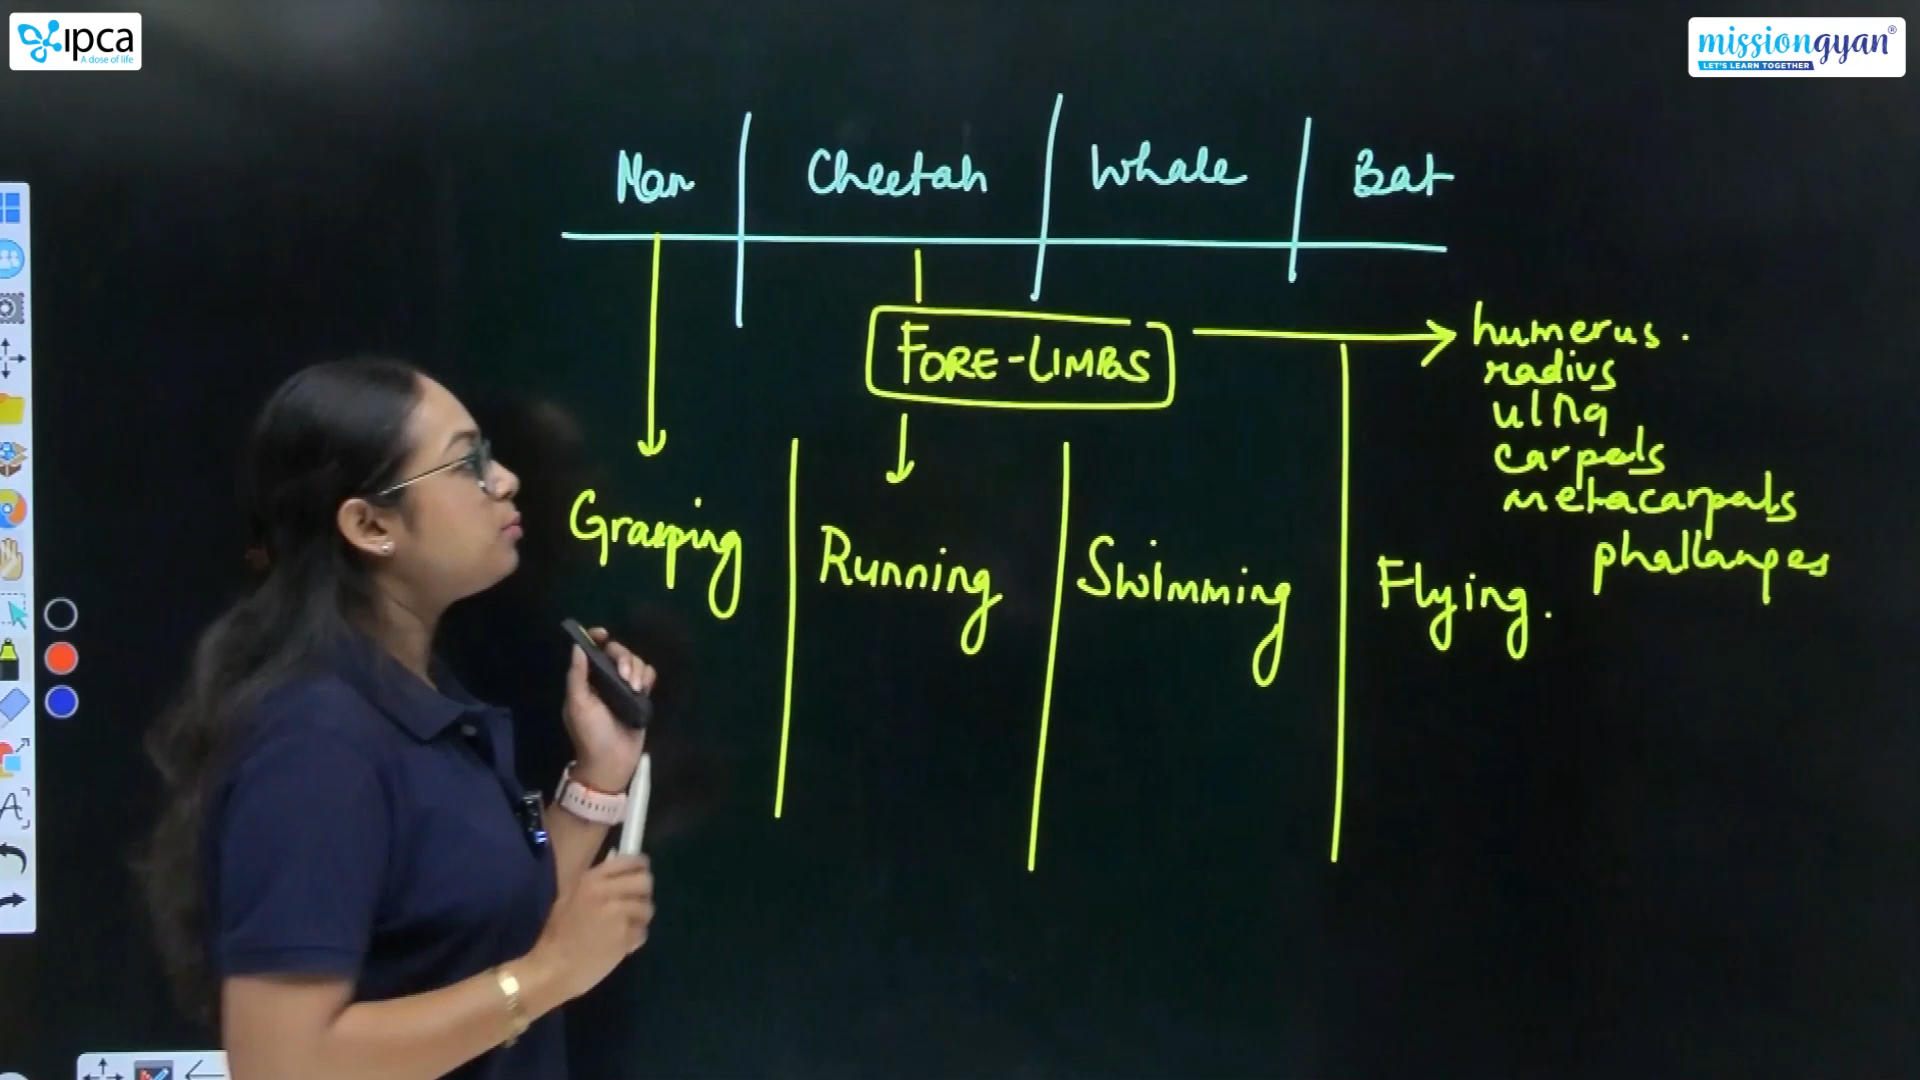 ipca
A dose of life
missiongyan®
LET'S LEARN TOGETHER
Man Cheetah Whale Bat
FORE-LIMBS
humerus.
radius
ulna
carpals
metacarpals
phallanges
Grasping Running Swimming Flying.